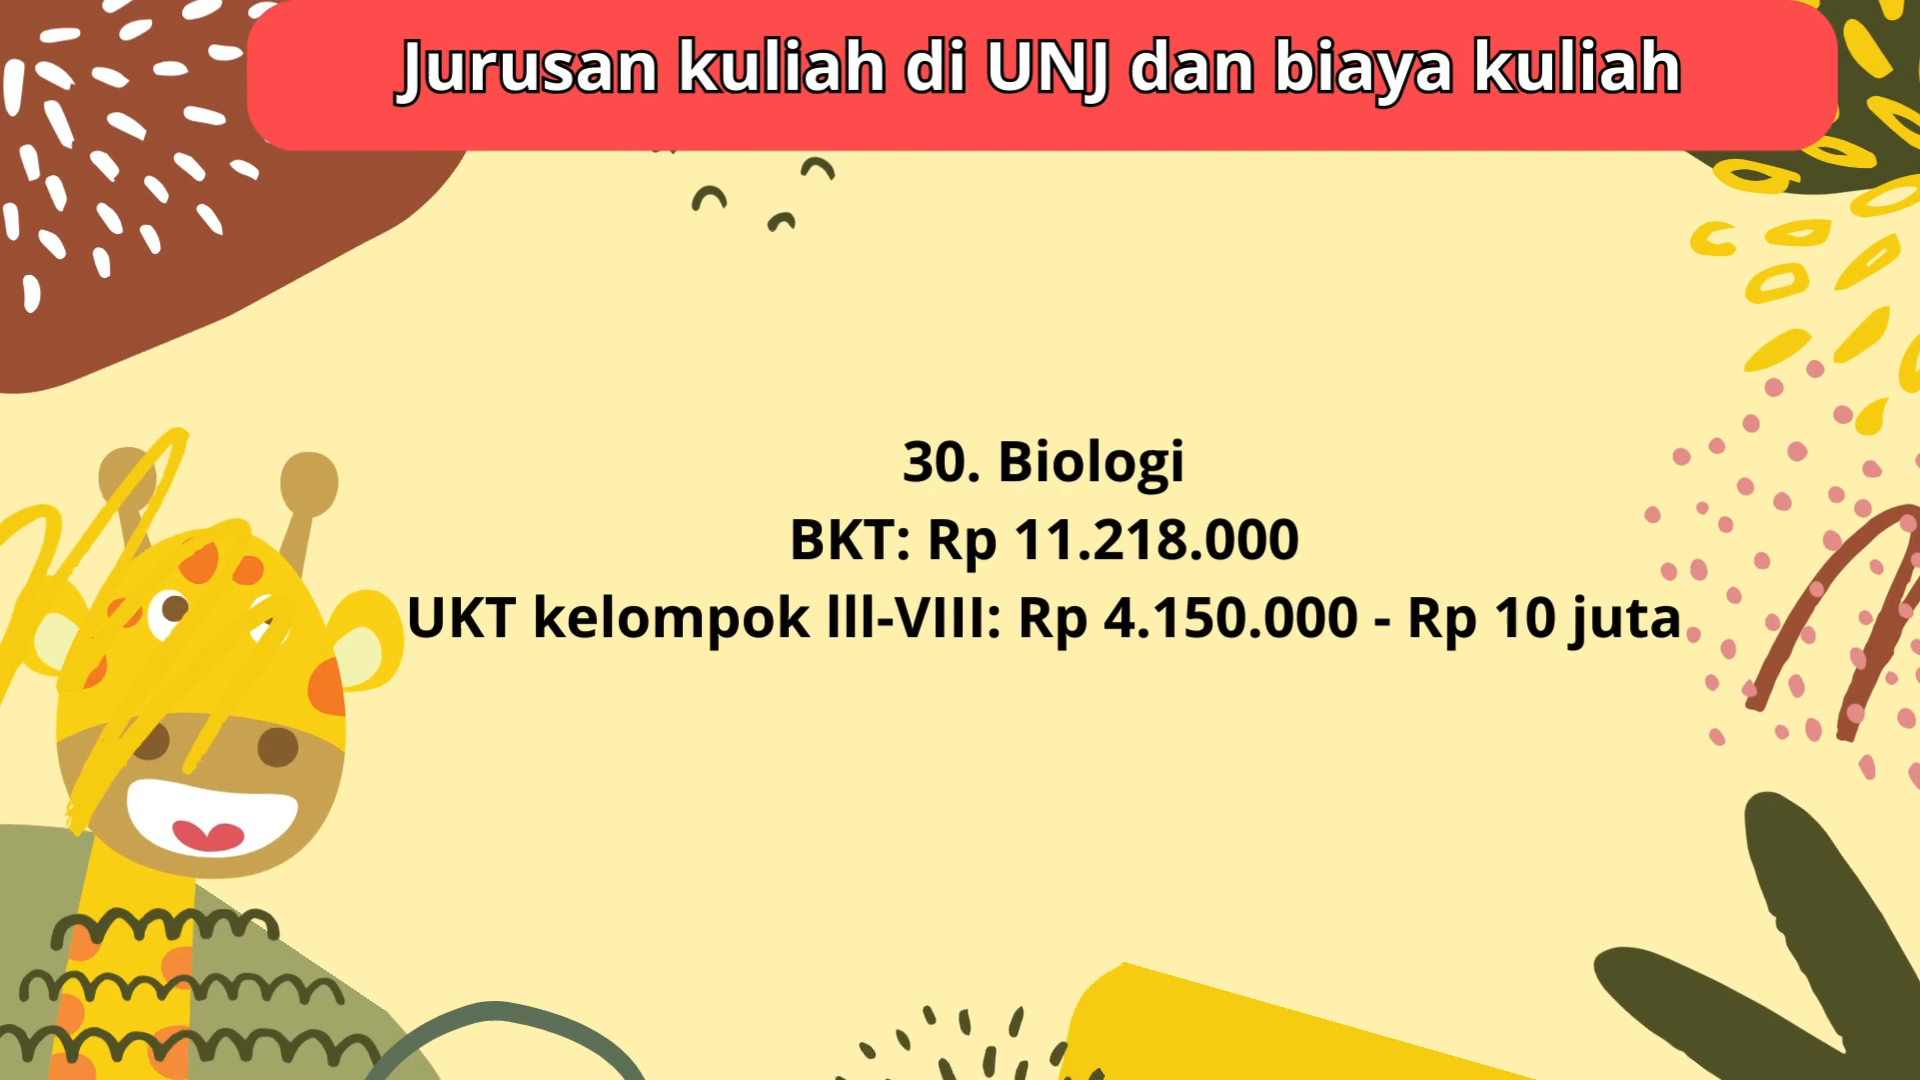 Jurusan kuliah di UNJ dan biaya kuliah
30. Biologi
BKT: Rp 11.218.000
UKT kelompok lll-VIII: Rp 4.150.000 - Rp 10 juta